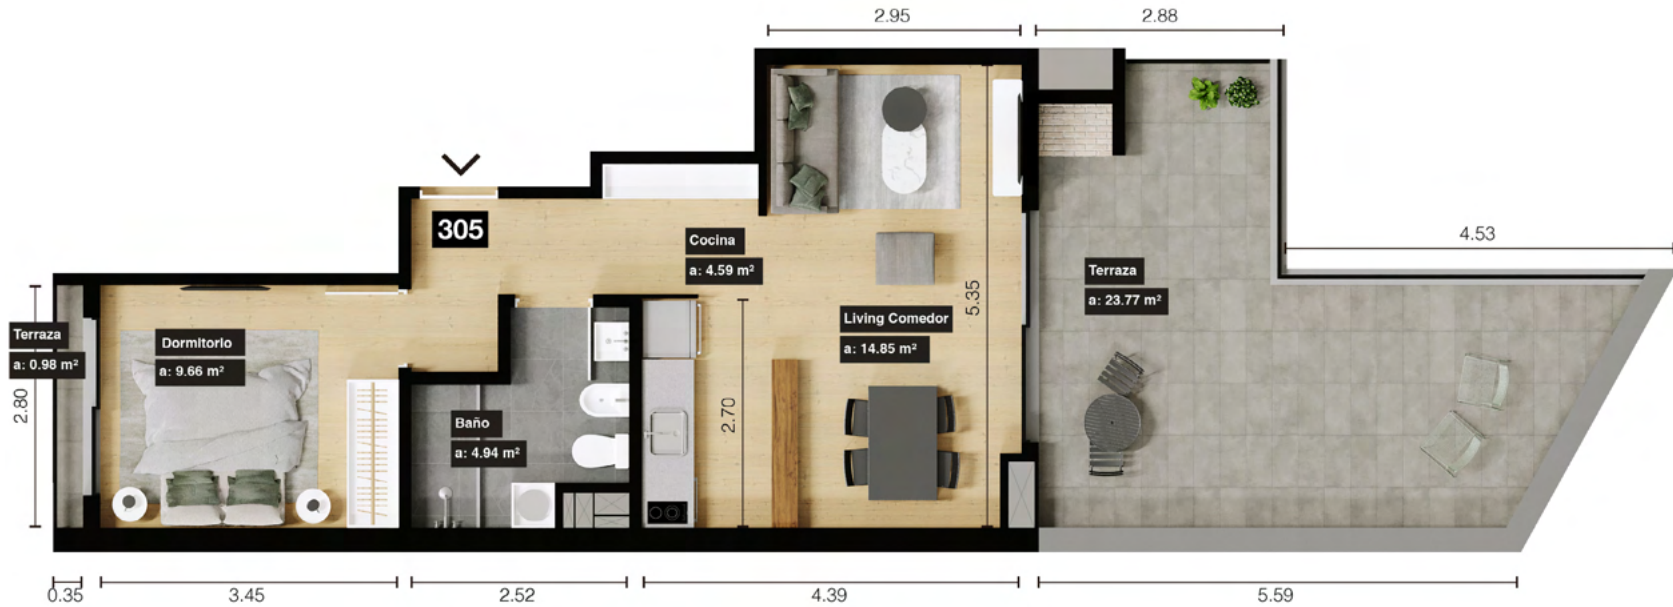 2.95
2.88
305
Cocina
a: 4.59 m²
4.53
Terraza
a: 23.77 m²
5.35
Living Comedor
a: 14.85 m²
Terraza
a: 0.98 m²
Dormitorio
a: 9.66 m²
2.80
2.70
Baño
a: 4.94 m²
0.35
3.45
2.52
4.39
5.59